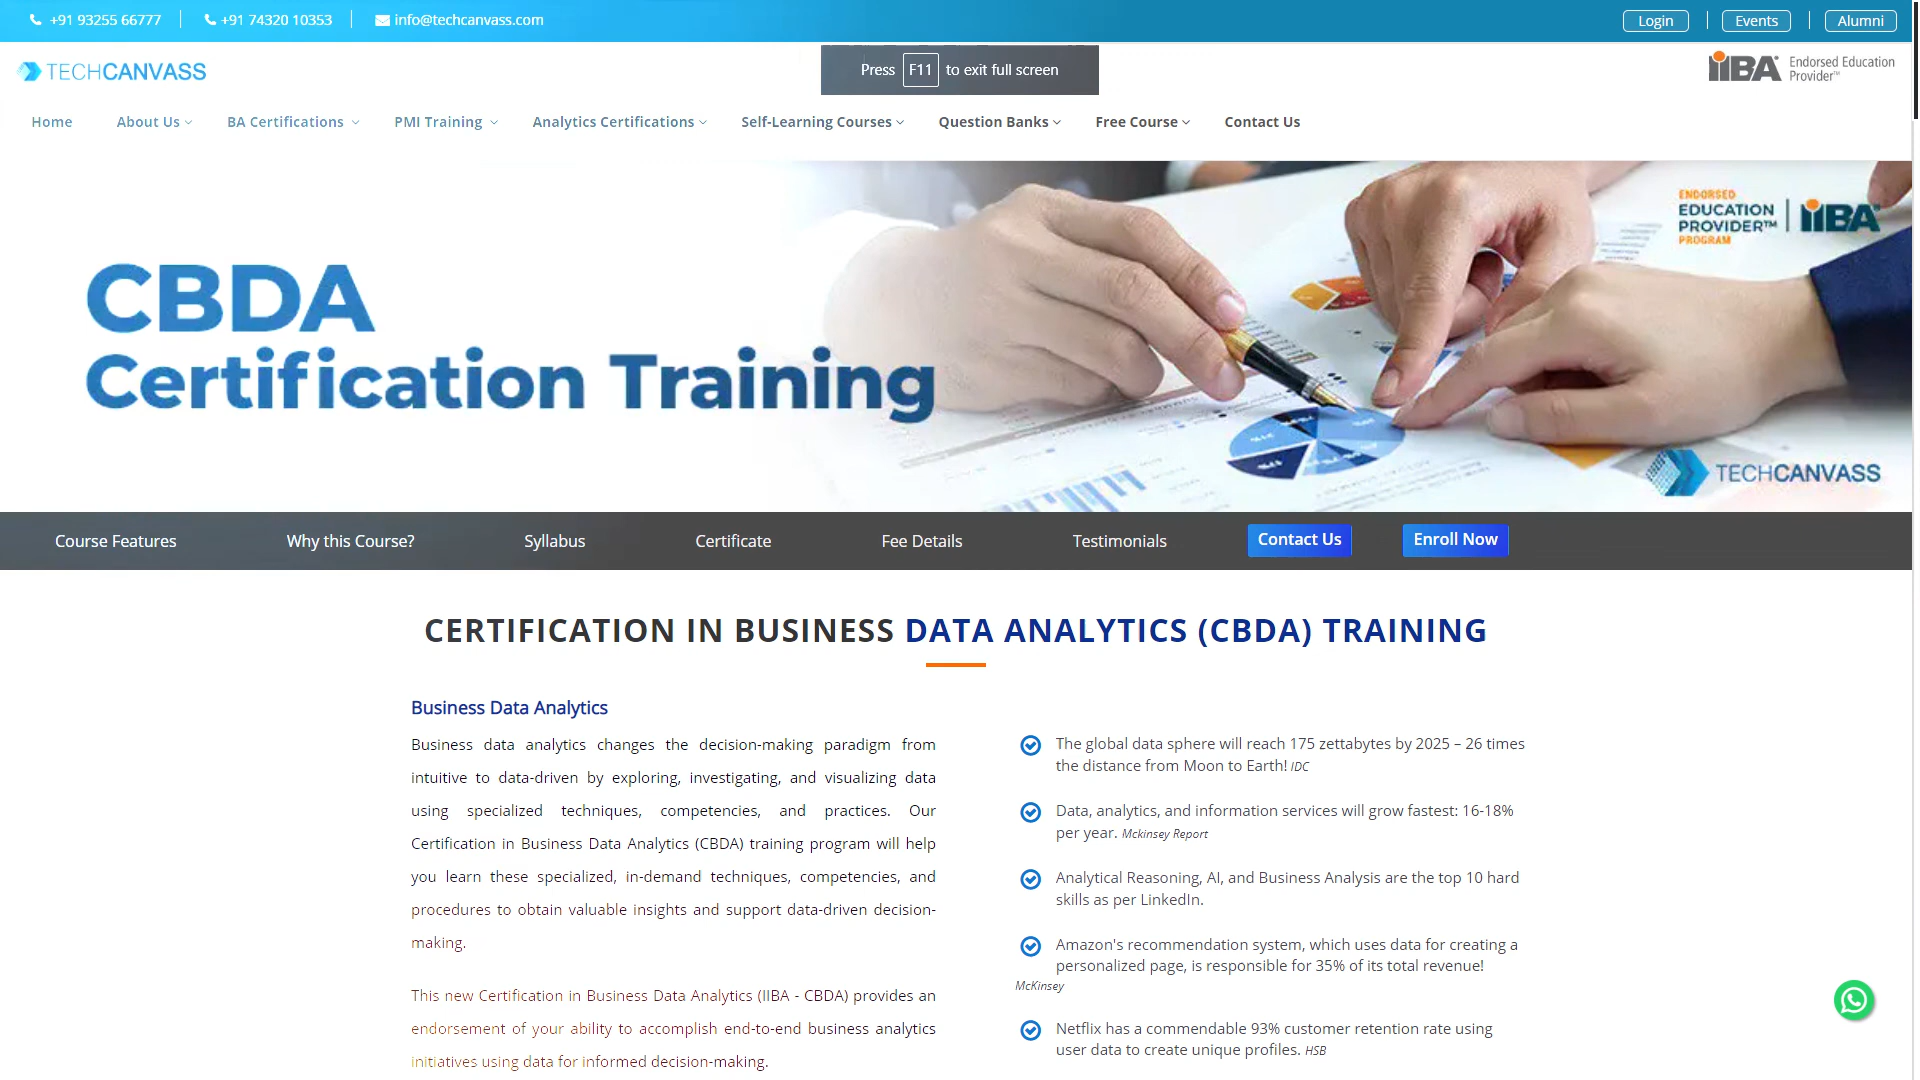 +91 93255 66777
+91 74320 10353
info@techcanvass.com
Login
Events
Alumni
TECHCANVASS
Press F11 to exit full screen
iiBA Endorsed Education
Provider™
Home
About Us
BA Certifications
PMI Training
Analytics Certifications
Self-Learning Courses
Question Banks
Free Course
Contact Us
ENDORSED
EDUCATION
PROVIDER™
PROGRAM
iiBA
CBDA
Certification Training
TECHCANVASS
Course Features
Why this Course?
Syllabus
Certificate
Fee Details
Testimonials
Contact Us
Enroll Now
CERTIFICATION IN BUSINESS DATA ANALYTICS (CBDA) TRAINING
Business Data Analytics
Business data analytics changes the decision-making paradigm from
intuitive to data-driven by exploring, investigating, and visualizing data
using specialized techniques, competencies, and practices. Our
Certification in Business Data Analytics (CBDA) training program will help
you learn these specialized, in-demand techniques, competencies, and
procedures to obtain valuable insights and support data-driven decision-
making.
This new Certification in Business Data Analytics (IIBA - CBDA) provides an
endorsement of your ability to accomplish end-to-end business analytics
initiatives using data for informed decision-making.
The global data sphere will reach 175 zettabytes by 2025 – 26 times
the distance from Moon to Earth! IDC
Data, analytics, and information services will grow fastest: 16-18%
per year. Mckinsey Report
Analytical Reasoning, AI, and Business Analysis are the top 10 hard
skills as per LinkedIn.
Amazon's recommendation system, which uses data for creating a
personalized page, is responsible for 35% of its total revenue!
McKinsey
Netflix has a commendable 93% customer retention rate using
user data to create unique profiles. HSB